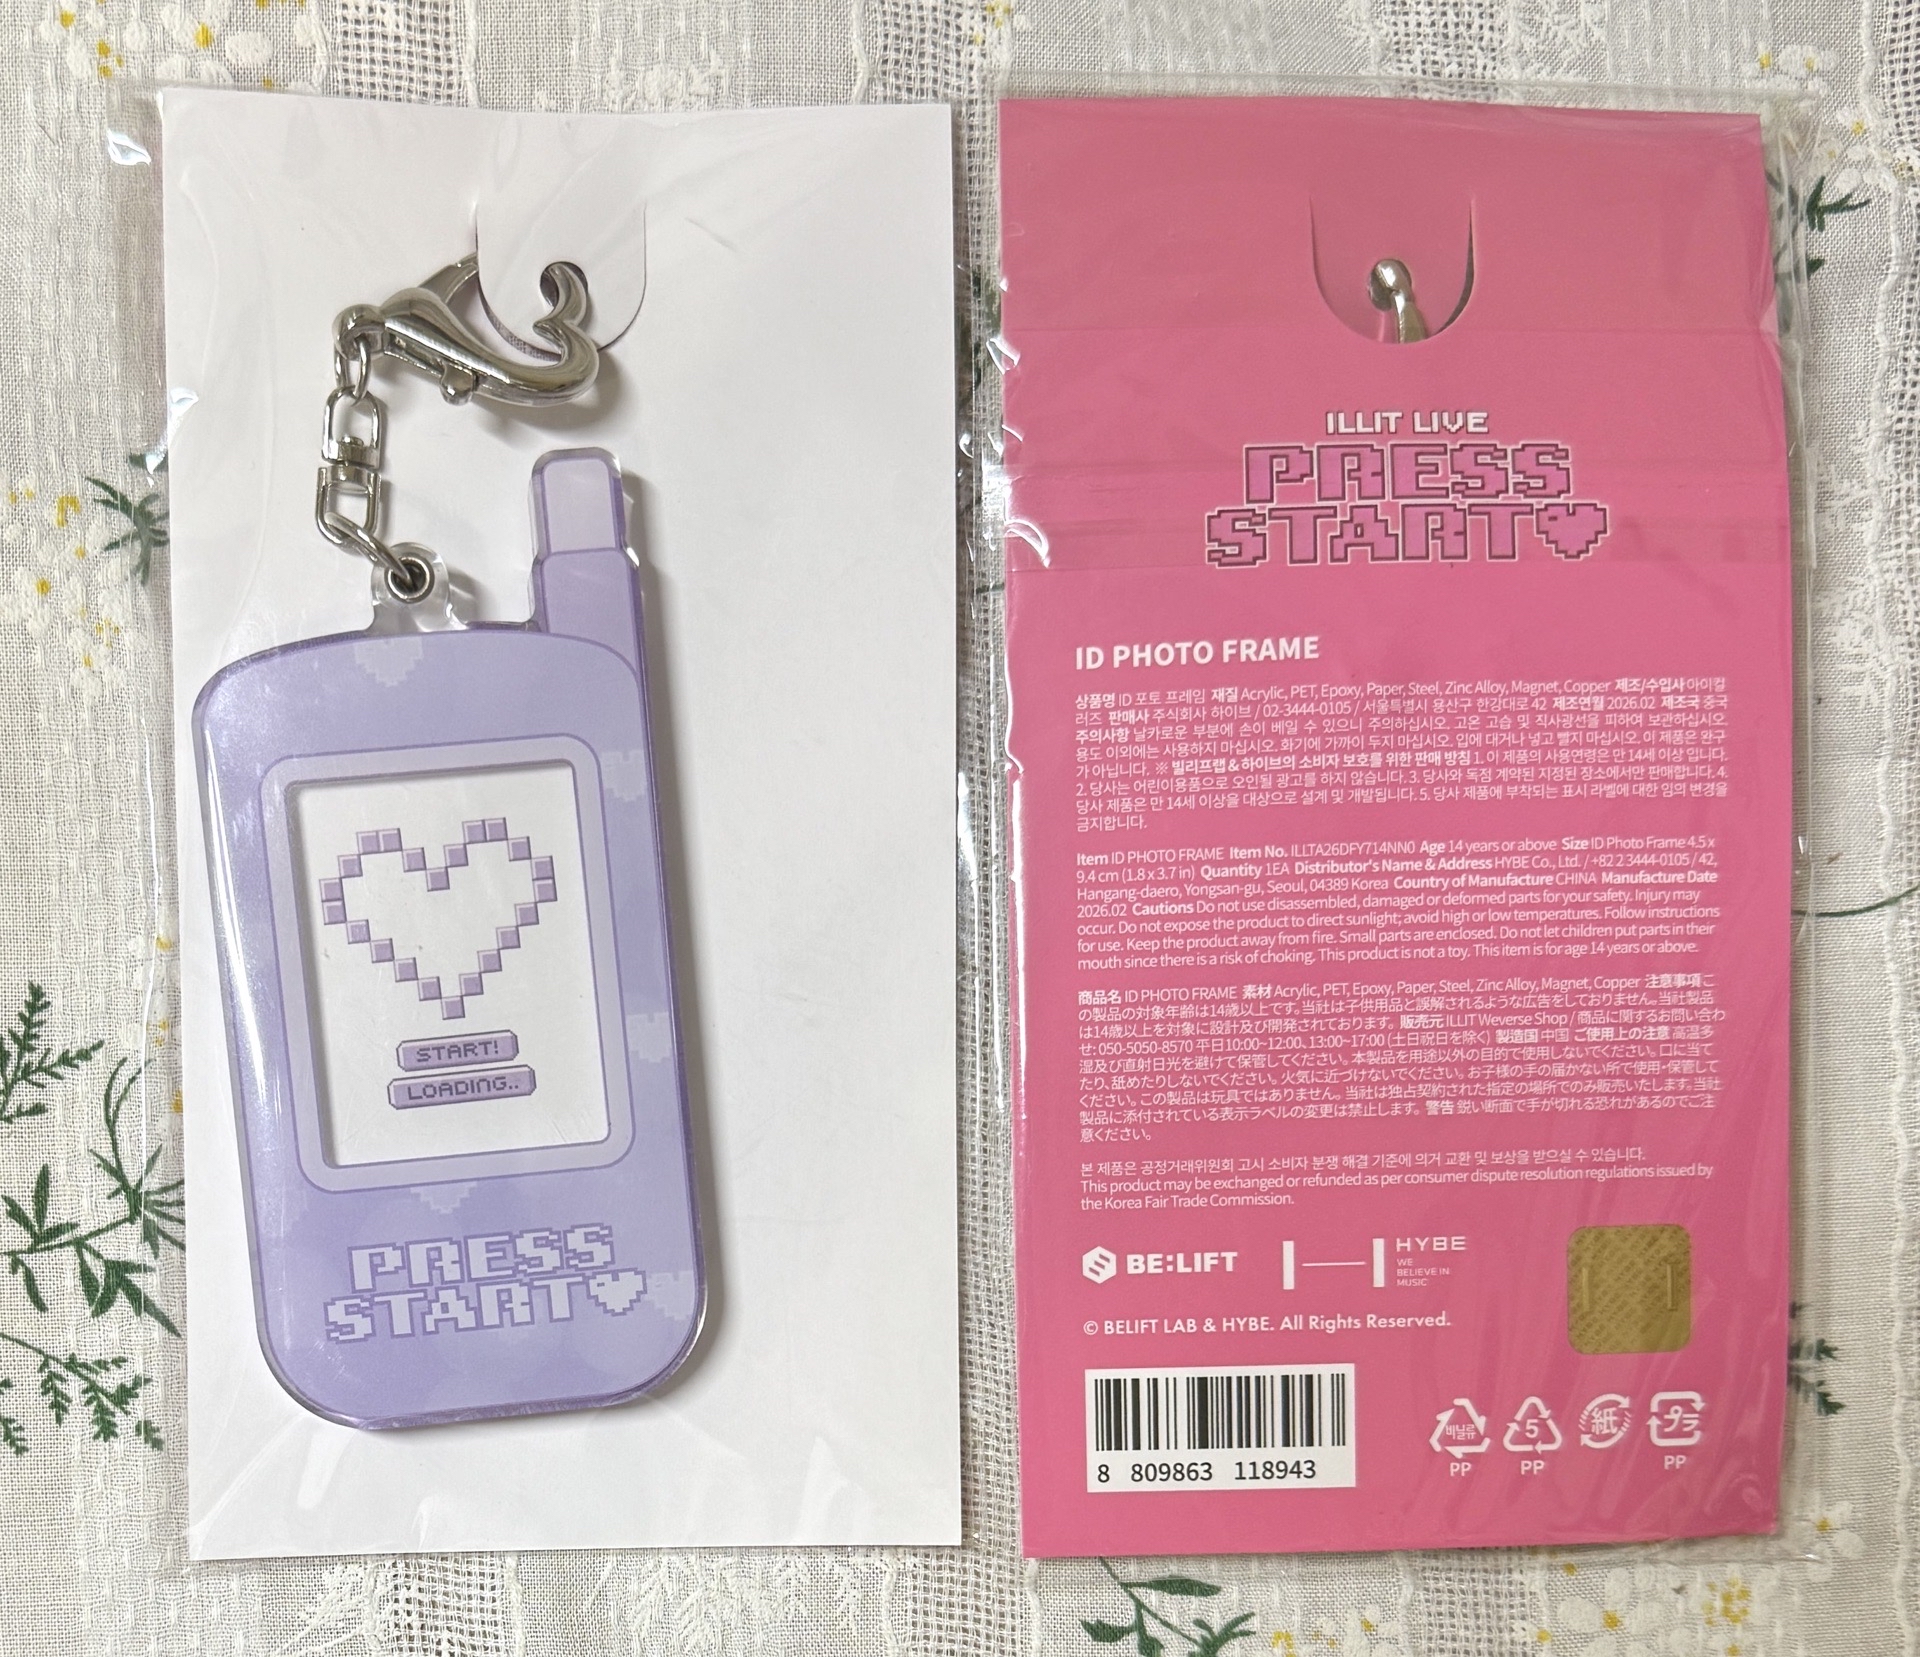 START!
LOADING..
PRESS
START
ILLIT LIVE
PRESS
START
ID PHOTO FRAME
상품명 ID 포토 프레임 재질 Acrylic, PET, Epoxy, Paper, Steel, Zinc Alloy, Magnet, Copper 제조/수입사 아이컬
러즈 판매사 주식회사 하이브 / 02-3444-0105 / 서울특별시 용산구 한강대로 42 제조연월 2026.02 제조국 중국
주의사항 날카로운 부분에 손이 베일 수 있으니 주의하십시오. 고온 고습 및 직사광선을 피하여 보관하십시오.
용도 이외에는 사용하지 마십시오. 화기에 가까이 두지 마십시오. 입에 대거나 넣고 빨지 마십시오. 이 제품은 완구
가 아닙니다. ※ 빌리프랩&하이브의 소비자 보호를 위한 판매 방침 1. 이 제품의 사용연령은 만 14세 이상 입니다.
2. 당사는 어린이용품으로 오인될 광고를 하지 않습니다. 3. 당사와 독점 계약된 지정된 장소에서만 판매합니다. 4.
당사 제품은 만 14세 이상을 대상으로 설계 및 개발됩니다. 5. 당사 제품에 부착되는 표시 라벨에 대한 임의 변경을
금지합니다.
Item ID PHOTO FRAME Item No. ILLTA26DFY714NN0 Age 14 years or above Size ID Photo Frame 4.5 x
9.4 cm (1.8 x 3.7 in) Quantity 1EA Distributor's Name & Address HYBE Co., Ltd. / +82 2 3444-0105 / 42,
Hangang-daero, Yongsan-gu, Seoul, 04389 Korea Country of Manufacture CHINA Manufacture Date
2026.02 Cautions Do not use disassembled, damaged or deformed parts for your safety. Injury may
occur. Do not expose the product to direct sunlight; avoid high or low temperatures. Follow instructions
for use. Keep the product away from fire. Small parts are enclosed. Do not let children put parts in their
mouth since there is a risk of choking. This product is not a toy. This item is for age 14 years or above.
商品名 ID PHOTO FRAME 素材 Acrylic, PET, Epoxy, Paper, Steel, Zinc Alloy, Magnet, Copper 注意事項 こ
の製品の対象年齢は14歳以上です。当社は子供用品と誤解されるような広告をしておりません。当社製品
は14歳以上を対象に設計及び開発されております。 販売元 ILLIT Weverse Shop / 商品に関するお問い合わ
せ: 050-5050-8570 平日10:00~12:00、13:00~17:00 (土日祝日を除く) 製造国 中国 ご使用上の注意 高温多
湿及び直射日光を避けて保管してください。本製品を用途以外の目的で使用しないでください。口に当て
たり、舐めたりしないでください。火気に近づけないでください。お子様の手の届かない所で使用・保管して
ください。この製品は玩具ではありません。当社は独占契約された指定の場所でのみ販売いたします。当社
製品に添付されている表示ラベルの変更は禁止します。 警告 鋭い断面で手が切れる恐れがあるのでご注
意ください。
본 제품은 공정거래위원회 고시 소비자 분쟁 해결 기준에 의거 교환 및 보상을 받으실 수 있습니다.
This product may be exchanged or refunded as per consumer dispute resolution regulations issued by
the Korea Fair Trade Commission.
BE:LIFT
HYBE
WE
BELIEVE IN
MUSIC
© BELIFT LAB & HYBE. All Rights Reserved.
8 809863 118943
비닐류 5 紙 プラ
PP PP PP